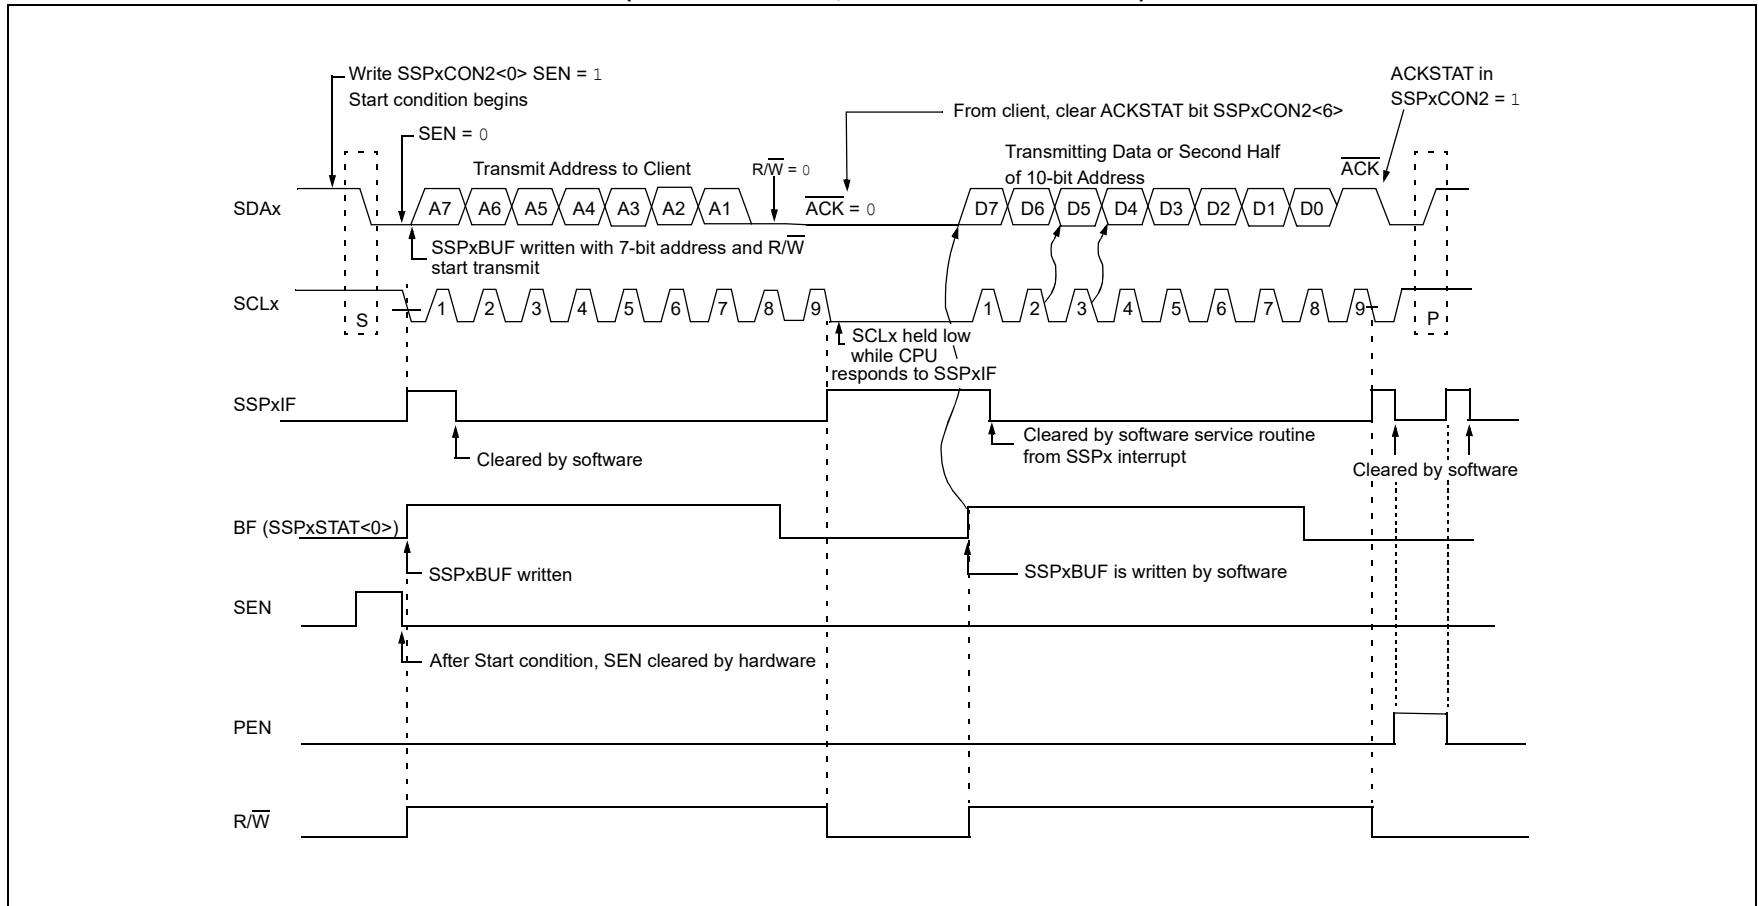 Write SSPxCON2<0> SEN = 1
Start condition begins
ACKSTAT in
SSPxCON2 = 1
From client, clear ACKSTAT bit SSPxCON2<6>
SEN = 0
Transmit Address to Client
R/W = 0
Transmitting Data or Second Half
of 10-bit Address
ACK
SDAx
A7 A6 A5 A4 A3 A2 A1
ACK = 0
D7 D6 D5 D4 D3 D2 D1 D0
SSPxBUF written with 7-bit address and R/W
start transmit
SCLx
S
1 2 3 4 5 6 7 8 9
1 2 3 4 5 6 7 8 9
P
SCLx held low
while CPU
responds to SSPxIF
SSPxIF
Cleared by software
Cleared by software service routine
from SSPx interrupt
Cleared by software
BF (SSPxSTAT<0>)
SSPxBUF written
SSPxBUF is written by software
SEN
After Start condition, SEN cleared by hardware
PEN
R/W